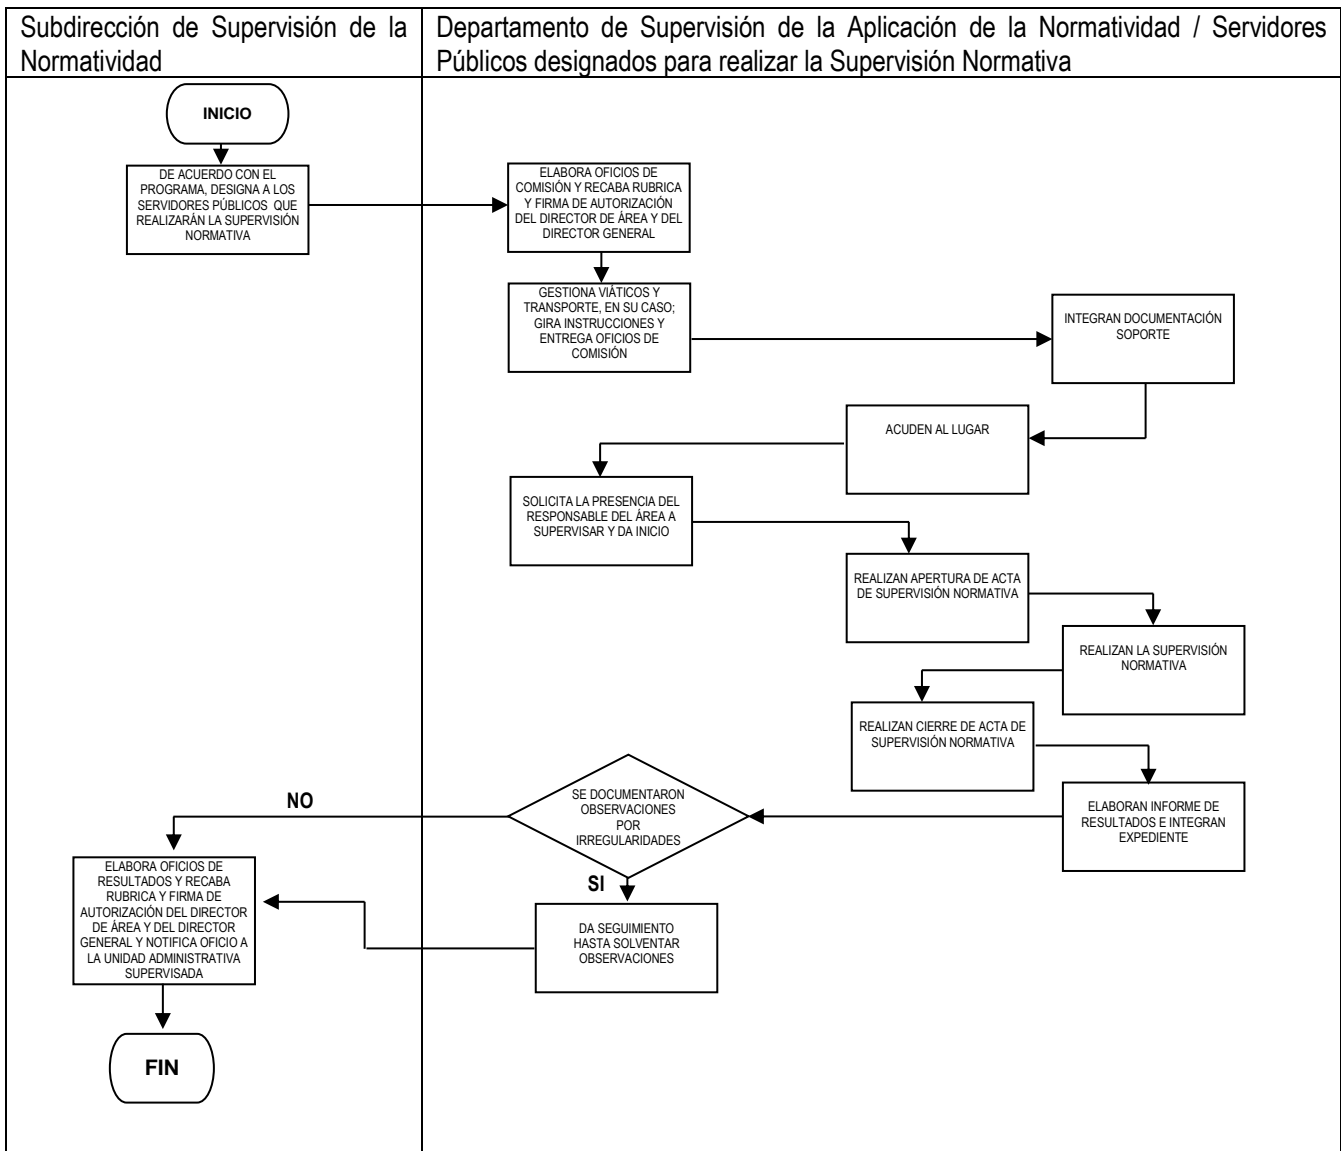 Subdirección de Supervisión de la
Normatividad
Departamento de Supervisión de la Aplicación de la Normatividad / Servidores
Públicos designados para realizar la Supervisión Normativa
INICIO
DE ACUERDO CON EL
PROGRAMA, DESIGNA A LOS
SERVIDORES PÚBLICOS QUE
REALIZARÁN LA SUPERVISIÓN
NORMATIVA
ELABORA OFICIOS DE
COMISIÓN Y RECABA RUBRICA
Y FIRMA DE AUTORIZACIÓN
DEL DIRECTOR DE ÁREA Y DEL
DIRECTOR GENERAL
GESTIONA VIÁTICOS Y
TRANSPORTE, EN SU CASO;
GIRA INSTRUCCIONES Y
ENTREGA OFICIOS DE
COMISIÓN
INTEGRAN DOCUMENTACIÓN
SOPORTE
ACUDEN AL LUGAR
SOLICITA LA PRESENCIA DEL
RESPONSABLE DEL ÁREA A
SUPERVISAR Y DA INICIO
REALIZAN APERTURA DE ACTA
DE SUPERVISIÓN NORMATIVA
REALIZAN LA SUPERVISIÓN
NORMATIVA
REALIZAN CIERRE DE ACTA DE
SUPERVISIÓN NORMATIVA
ELABORAN INFORME DE
RESULTADOS E INTEGRAN
EXPEDIENTE
SE DOCUMENTARON
OBSERVACIONES
POR
IRREGULARIDADES
NO
SI
DA SEGUIMIENTO
HASTA SOLVENTAR
OBSERVACIONES
ELABORA OFICIOS DE
RESULTADOS Y RECABA
RUBRICA Y FIRMA DE
AUTORIZACIÓN DEL DIRECTOR
DE ÁREA Y DEL DIRECTOR
GENERAL Y NOTIFICA OFICIO A
LA UNIDAD ADMINISTRATIVA
SUPERVISADA
FIN